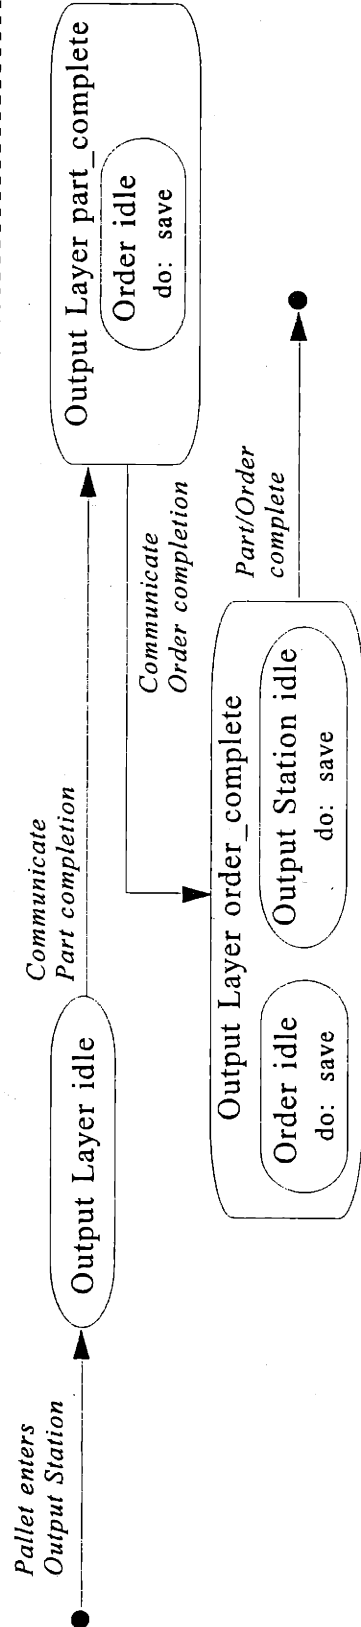 Pallet enters
Output Station
Output Layer idle
Communicate
Part completion
Output Layer part_complete
Order idle
do: save
Communicate
Order completion
Output Layer order_complete
Order idle
do: save
Output Station idle
do: save
Part/Order
complete